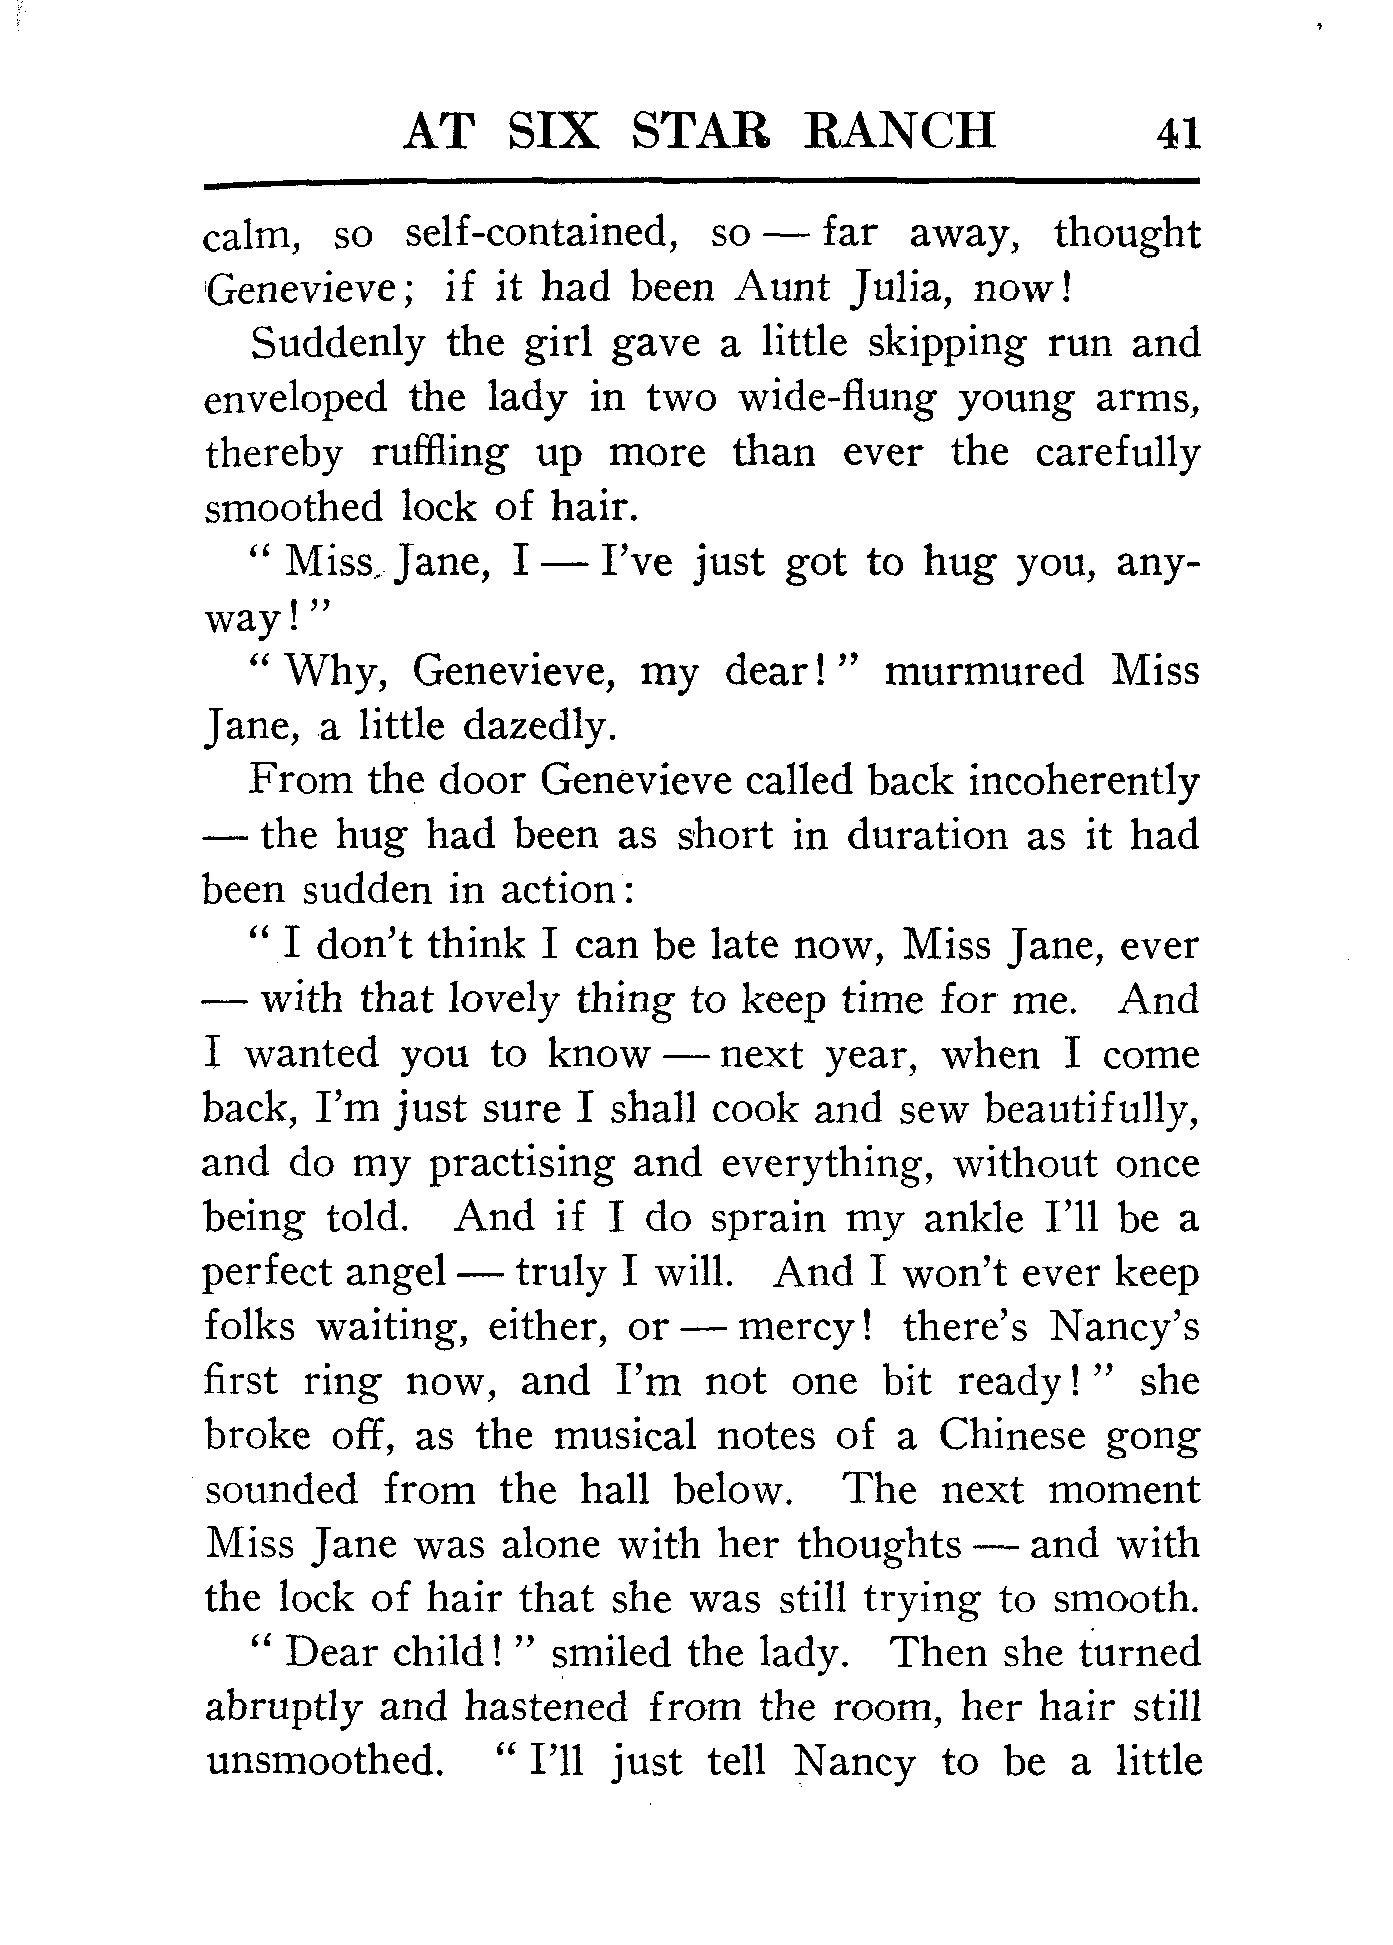 AT SIX STAR RANCH 41
calm, so self-contained, so — far away, thought
Genevieve; if it had been Aunt Julia, now!
Suddenly the girl gave a little skipping run and
enveloped the lady in two wide-flung young arms,
thereby ruffling up more than ever the carefully
smoothed lock of hair.
“ Miss Jane, I — I’ve just got to hug you, any-
way! ”
“ Why, Genevieve, my dear! ” murmured Miss
Jane, a little dazedly.
From the door Genevieve called back incoherently
— the hug had been as short in duration as it had
been sudden in action:
“ I don’t think I can be late now, Miss Jane, ever
— with that lovely thing to keep time for me. And
I wanted you to know — next year, when I come
back, I’m just sure I shall cook and sew beautifully,
and do my practising and everything, without once
being told. And if I do sprain my ankle I’ll be a
perfect angel — truly I will. And I won’t ever keep
folks waiting, either, or — mercy! there’s Nancy’s
first ring now, and I’m not one bit ready! ” she
broke off, as the musical notes of a Chinese gong
sounded from the hall below. The next moment
Miss Jane was alone with her thoughts — and with
the lock of hair that she was still trying to smooth.
“ Dear child! ” smiled the lady. Then she turned
abruptly and hastened from the room, her hair still
unsmoothed. “ I’ll just tell Nancy to be a little